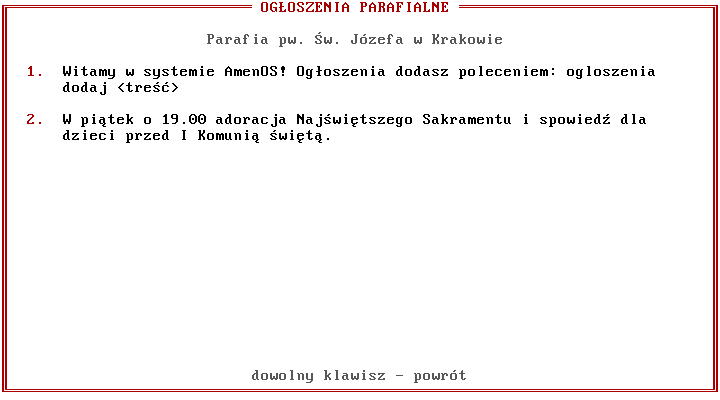 OGŁOSZENIA PARAFIALNE
Parafia pw. Św. Józefa w Krakowie
1. Witamy w systemie AmenOS! Ogłoszenia dodasz poleceniem: ogloszenia
dodaj <treść>
2. W piątek o 19.00 adoracja Najświętszego Sakramentu i spowiedź dla
dzieci przed I Komunią świętą.
dowolny klawisz - powrót